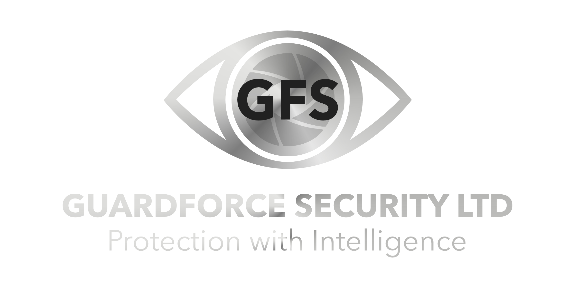 GFS
GUARDFORCE SECURITY LTD
Protection with Intelligence